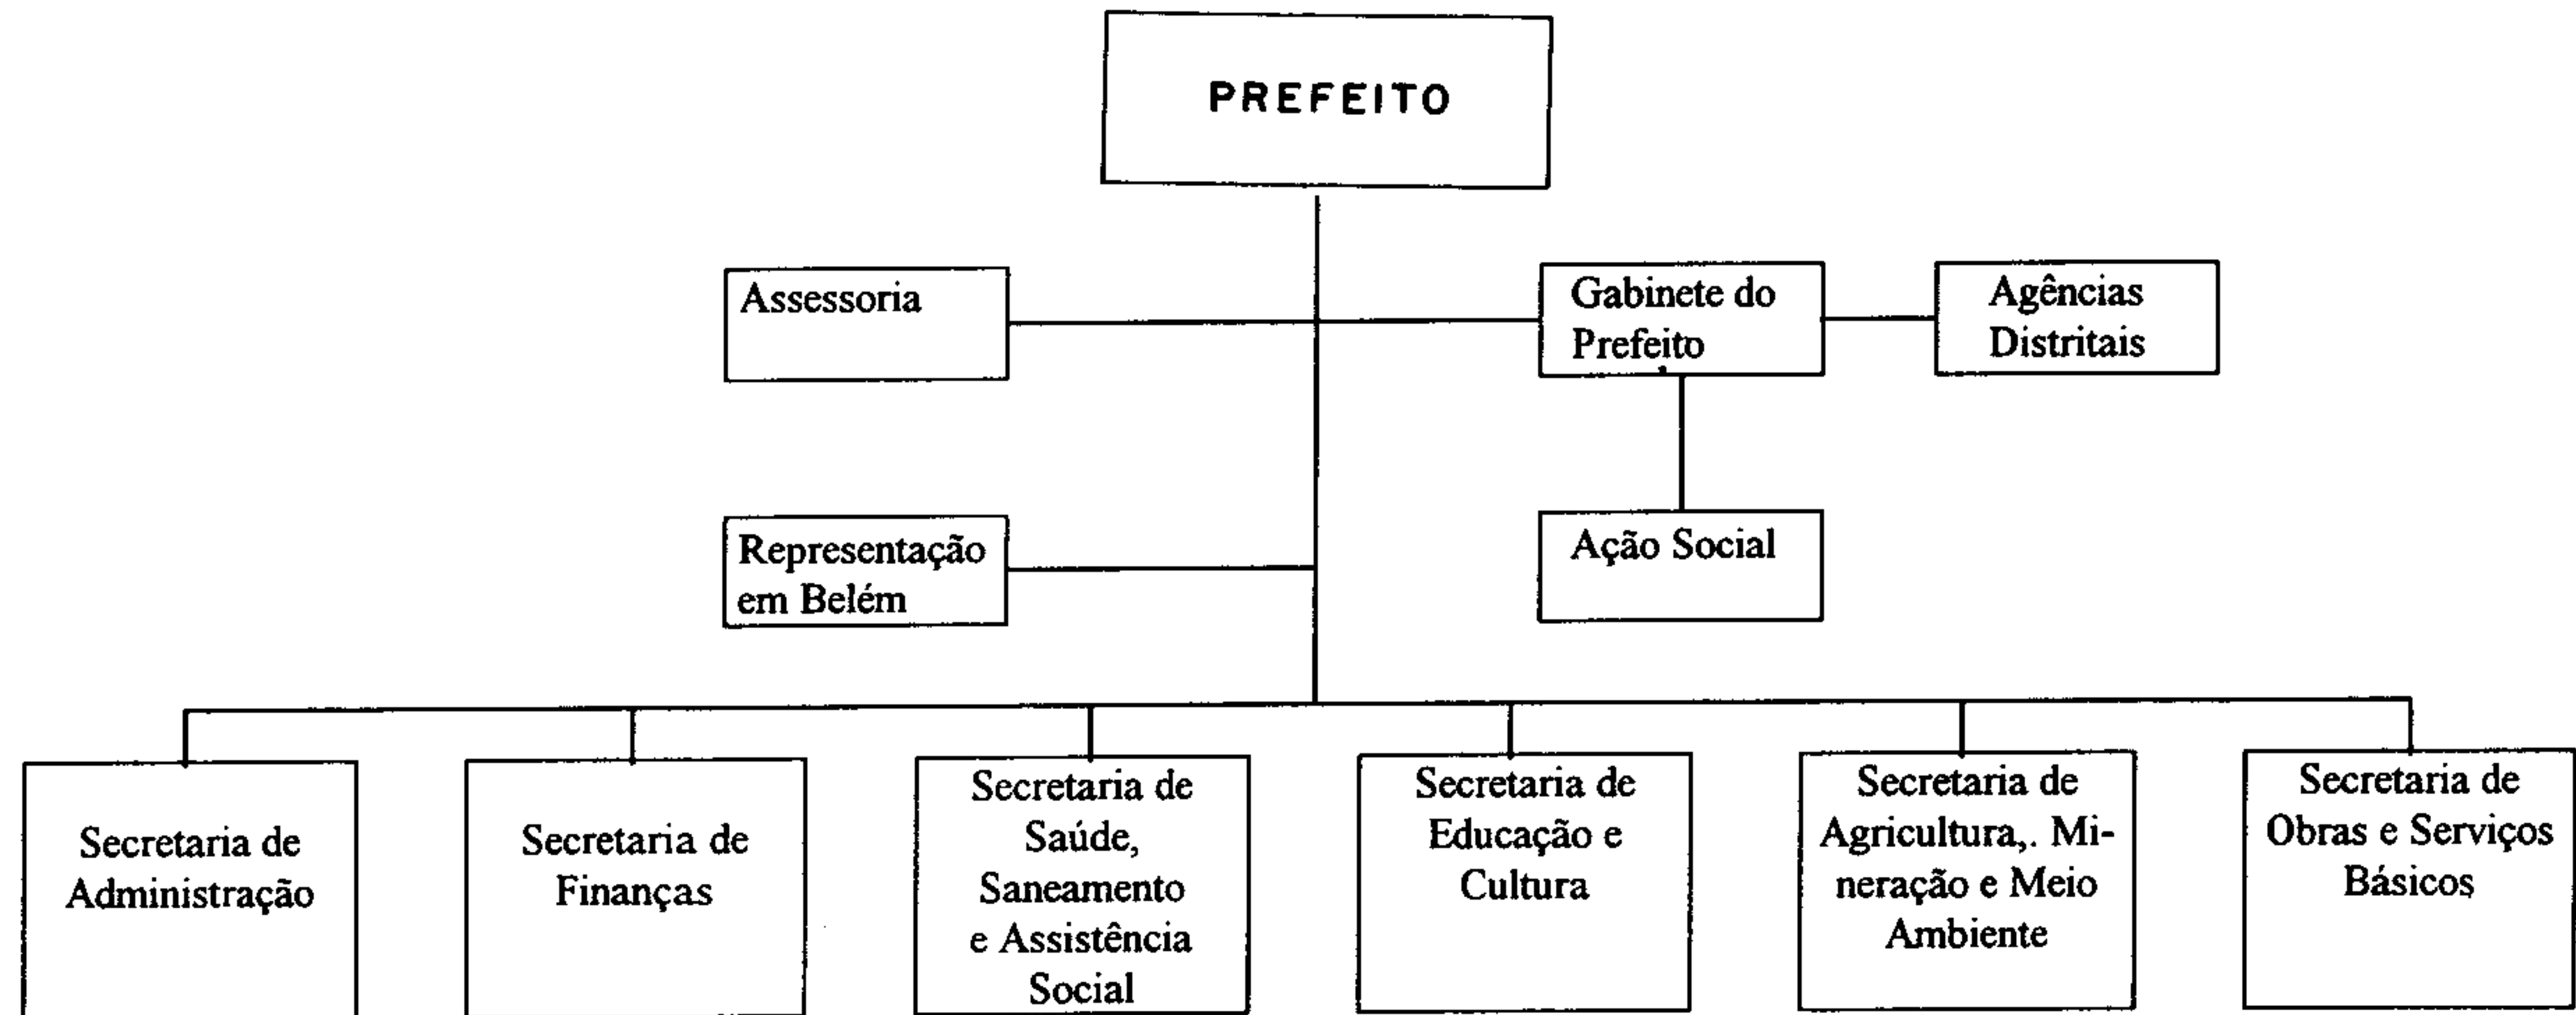 PREFEITO
Assessoria
Gabinete do
Prefeito
Agências
Distritais
Representação
em Belém
Ação Social
Secretaria de
Administração
Secretaria de
Finanças
Secretaria de
Saúde,
Saneamento
e Assistência
Social
Secretaria de
Educação e
Cultura
Secretaria de
Agricultura,. Mi-
neração e Meio
Ambiente
Secretaria de
Obras e Serviços
Básicos